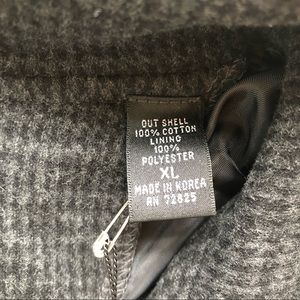 OUT SHELL
100% COTTON
LINING
100%
POLYESTER
XL
MADE IN KOREA
RN 72825